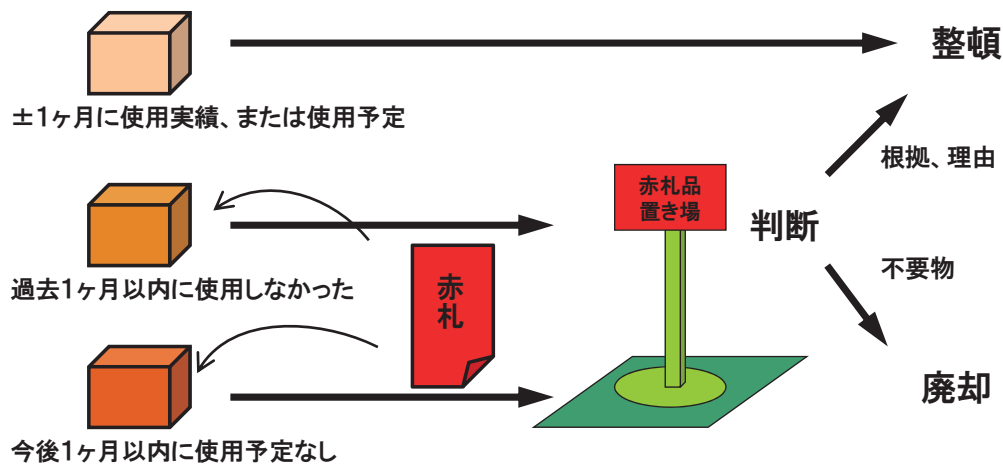 整頓
±1ヶ月に使用実績、または使用予定
根拠、理由
赤札品
置き場
判断
過去1ヶ月以内に使用しなかった
赤
札
不要物
廃却
今後1ヶ月以内に使用予定なし